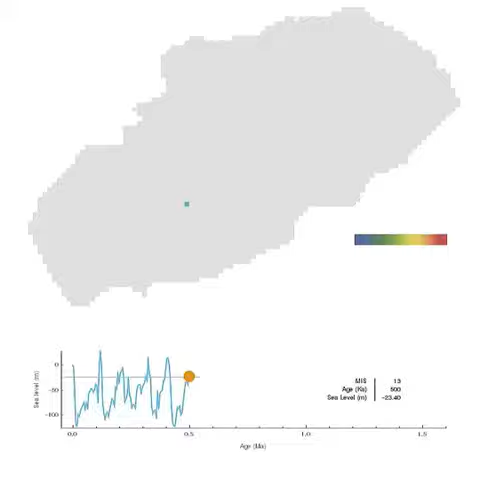 0
-50
-100
Sea level (m)
0.0 0.5 1.0 1.5
Age (Ma)
MIS 13
Age (Ka) 500
Sea Level (m) -23.40